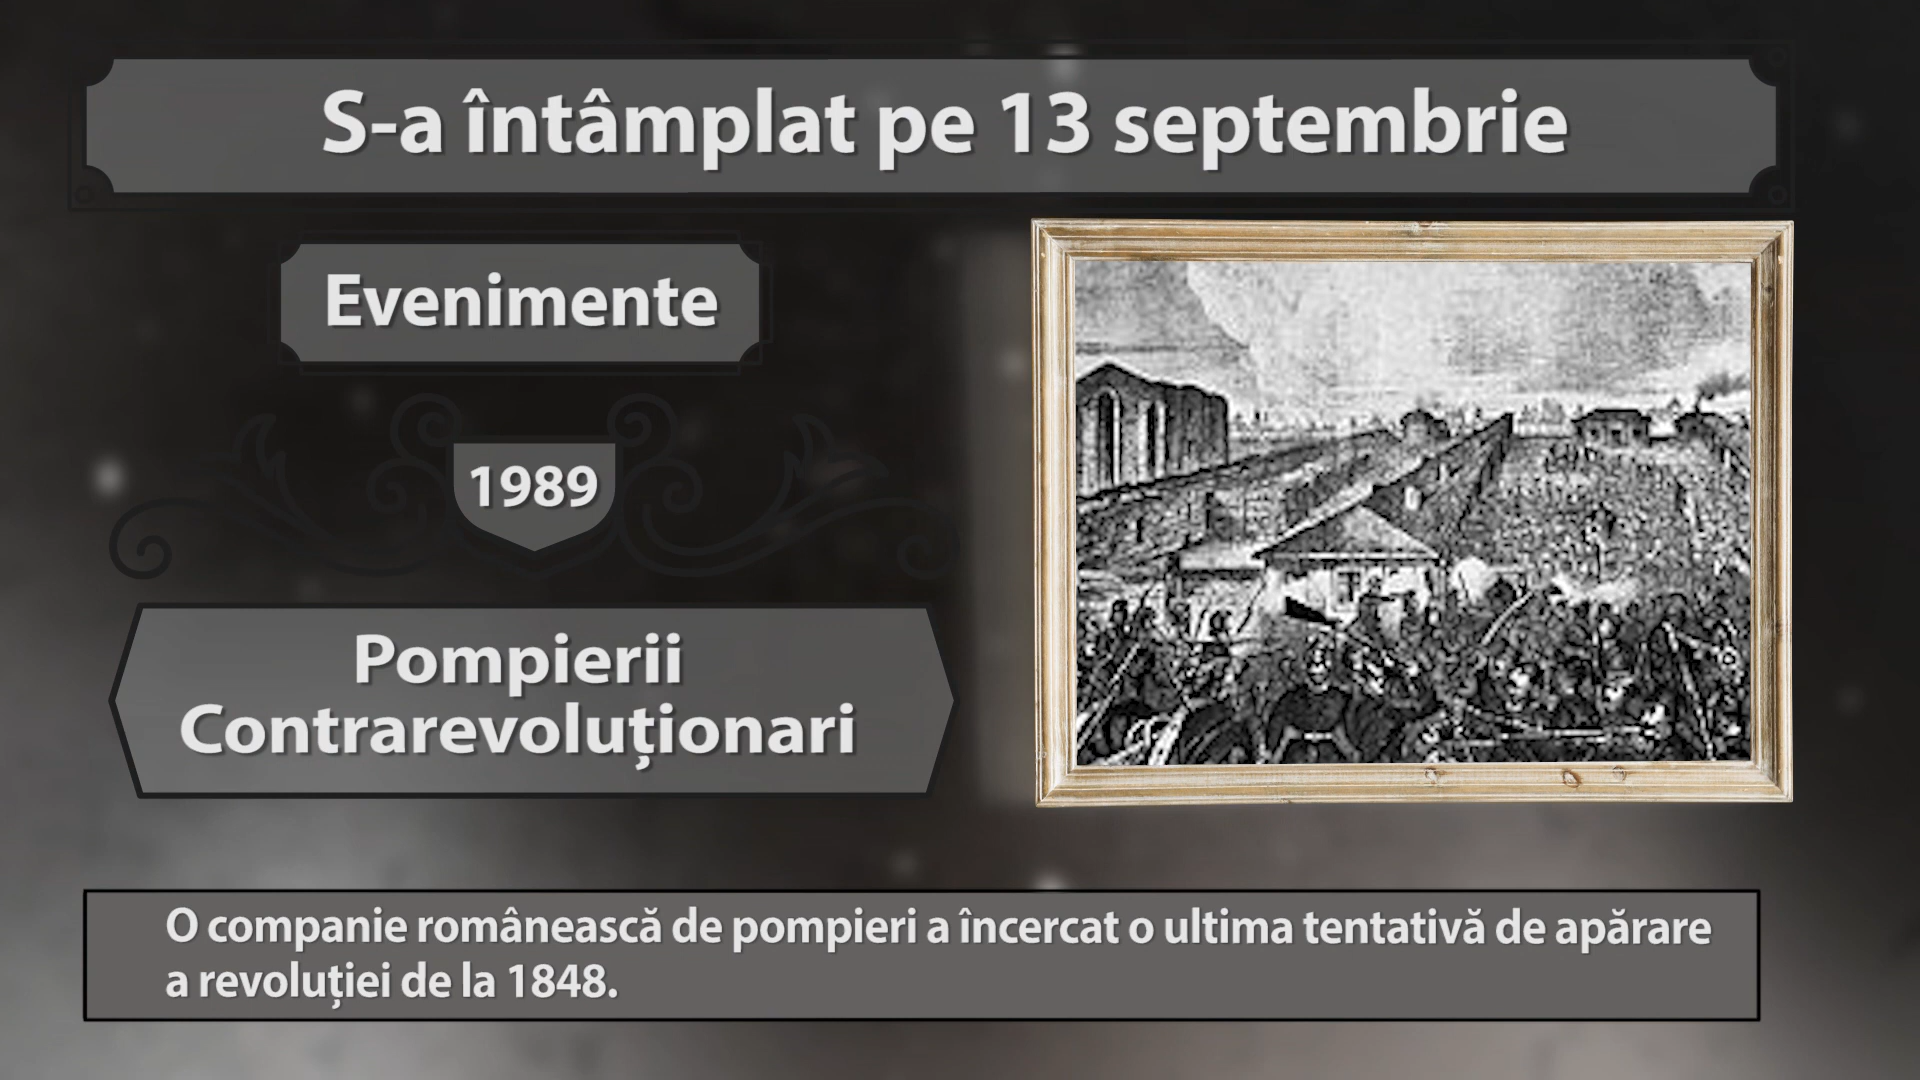 S-a întâmplat pe 13 septembrie
Evenimente
1989
Pompierii
Contrarevoluționari
O companie românească de pompieri a încercat o ultima tentativă de apărare
a revoluției de la 1848.